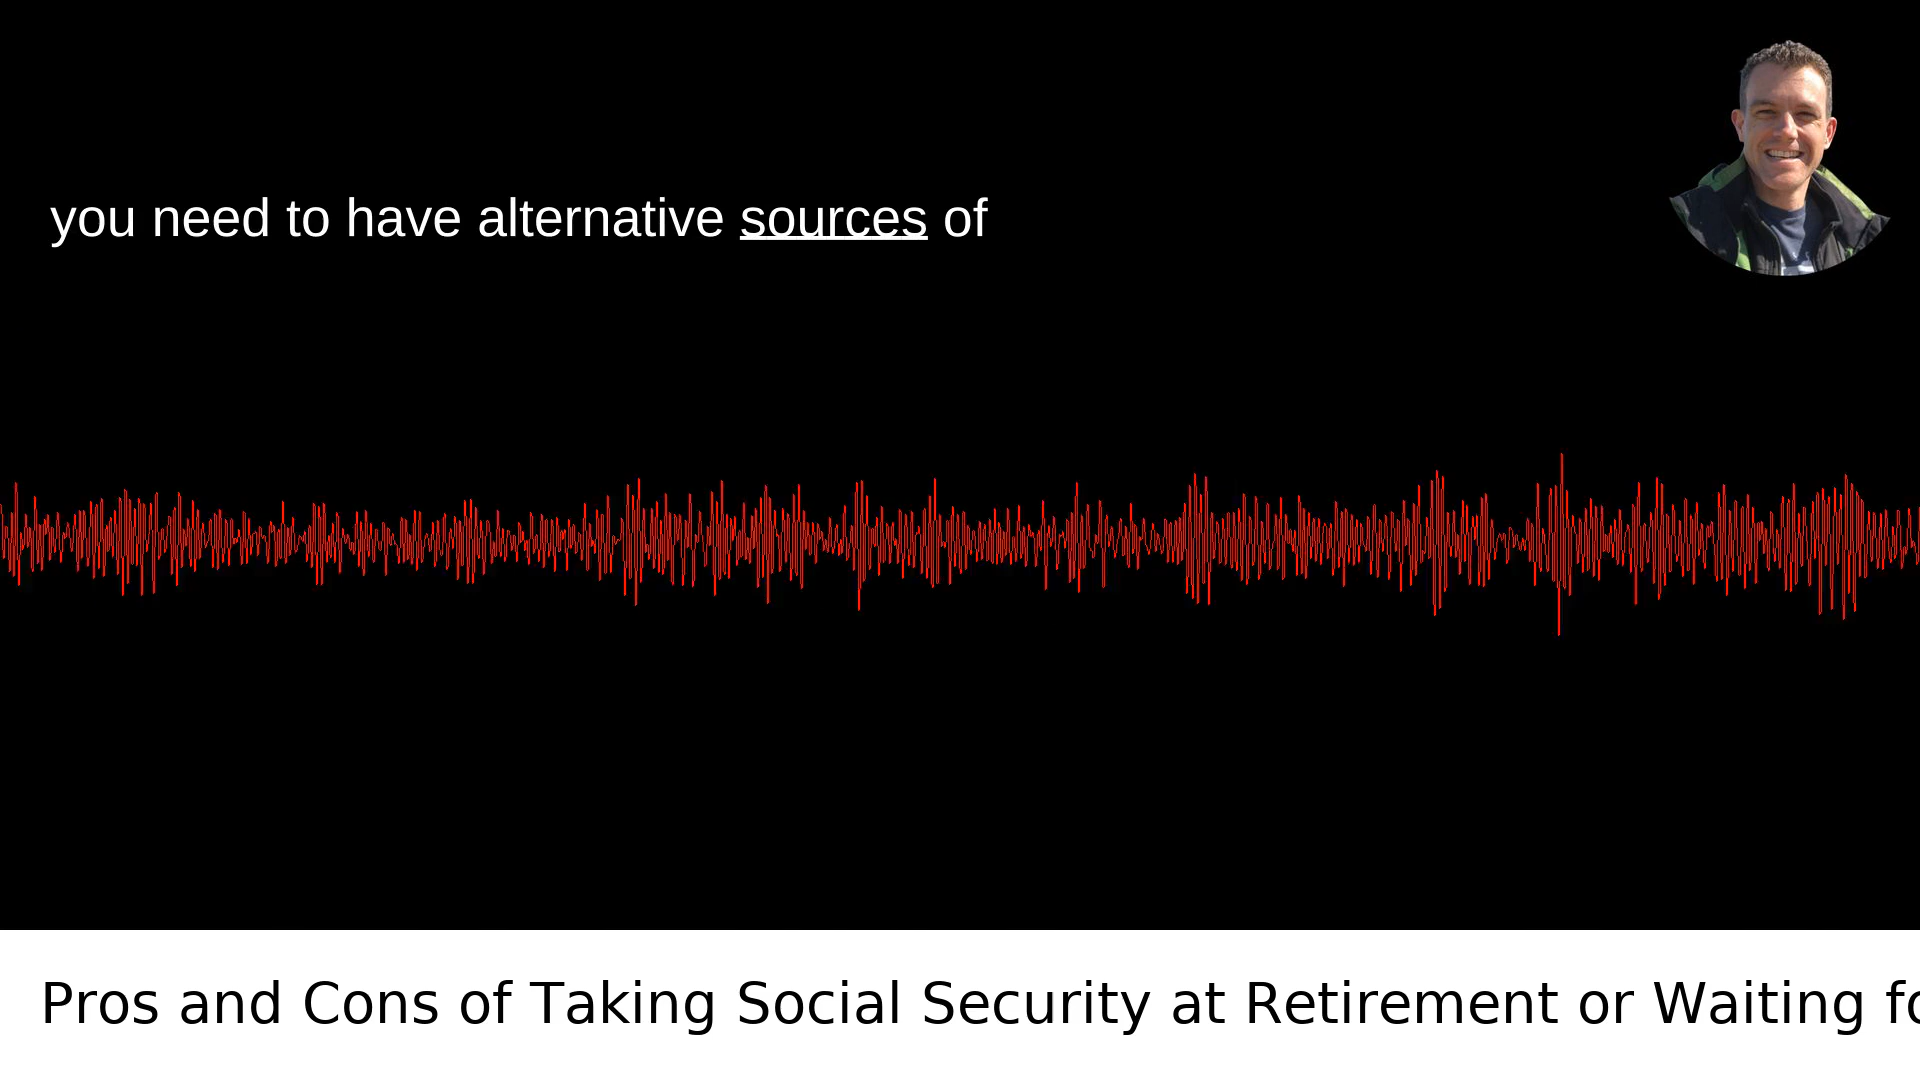 you need to have alternative sources of
Pros and Cons of Taking Social Security at Retirement or Waiting